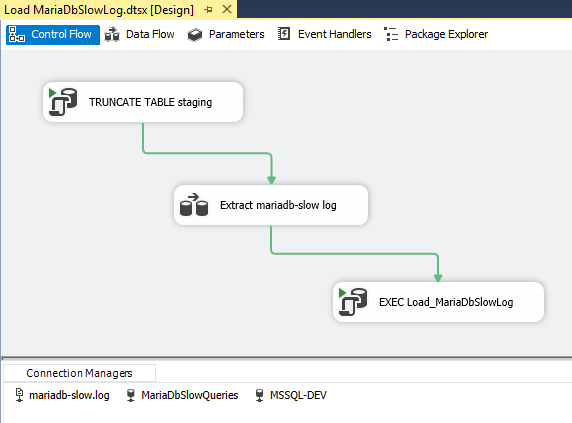 Load MariaDbSlowLog.dtsx [Design]
Control Flow
Data Flow
Parameters
Event Handlers
Package Explorer
TRUNCATE TABLE staging
Extract mariadb-slow log
EXEC Load_MariaDbSlowLog
Connection Managers
mariadb-slow.log
MariaDbSlowQueries
MSSQL-DEV